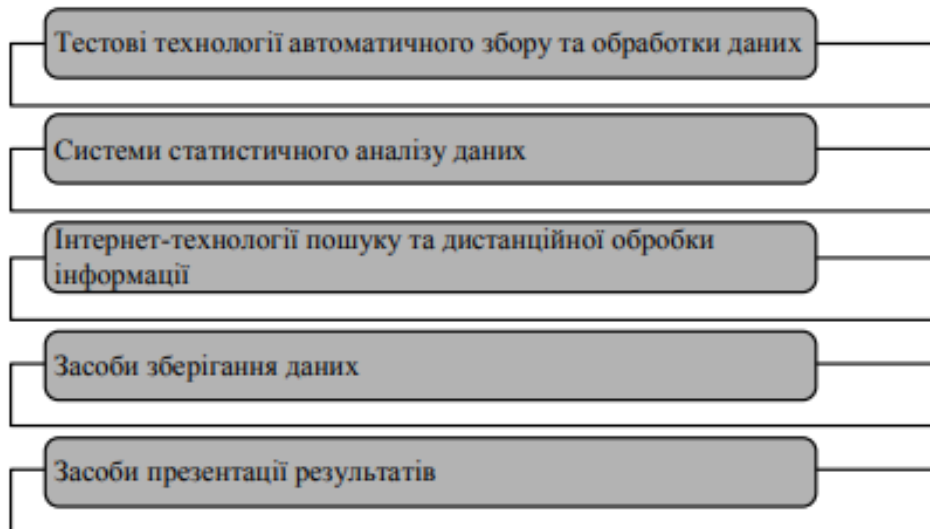 Тестові технології автоматичного збору та обработки даних
Системи статистичного аналізу даних
Інтернет-технології пошуку та дистанційної обробки
інформації
Засоби зберігання даних
Засоби презентації результатів